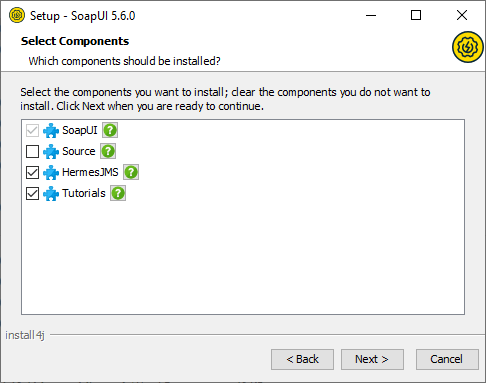 Setup - SoapUI 5.6.0
Select Components
Which components should be installed?
Select the components you want to install; clear the components you do not want to
install. Click Next when you are ready to continue.
SoapUI
Source
HermesJMS
Tutorials
install4j
< Back
Next >
Cancel